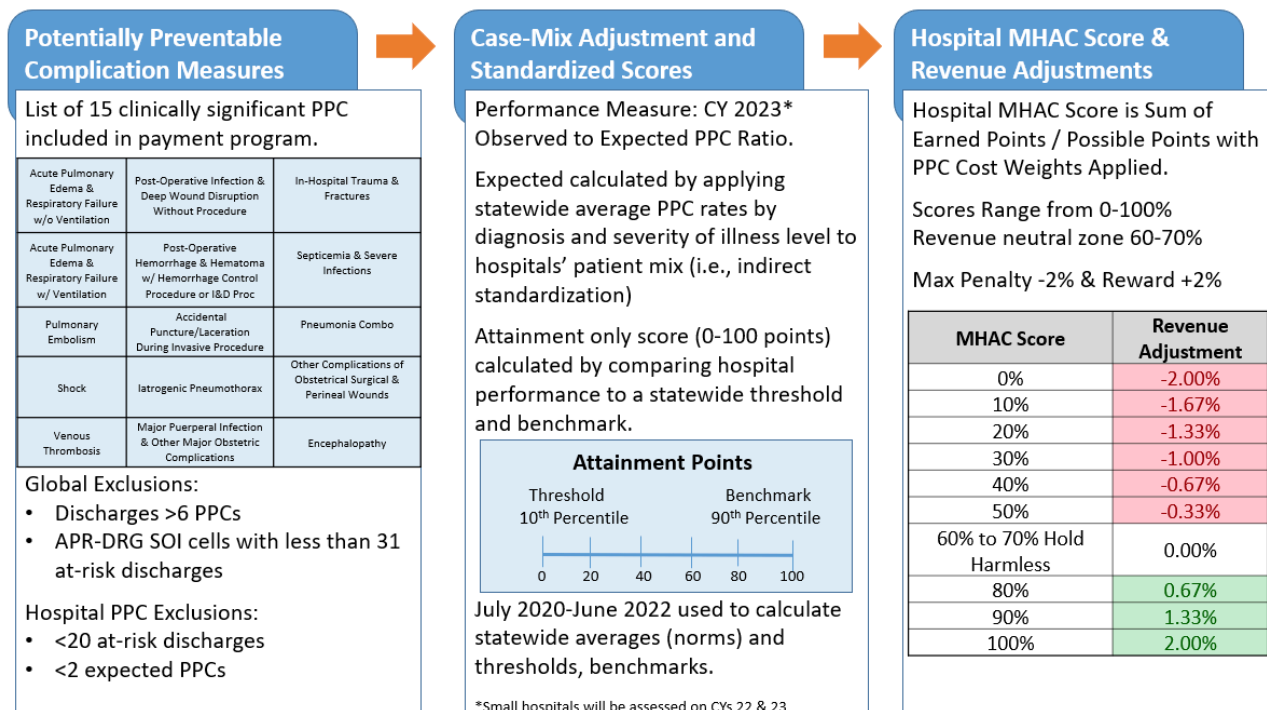 Potentially Preventable
Complication Measures
List of 15 clinically significant PPC
included in payment program.
Acute Pulmonary
Edema &
Respiratory Failure
w/o Ventilation
Post-Operative Infection &
Deep Wound Disruption
Without Procedure
In-Hospital Trauma &
Fractures
Acute Pulmonary
Edema &
Respiratory Failure
w/ Ventilation
Post-Operative
Hemorrhage & Hematoma
w/ Hemorrhage Control
Procedure or I&D Proc
Septicemia & Severe
Infections
Pulmonary
Embolism
Accidental
Puncture/Laceration
During Invasive Procedure
Pneumonia Combo
Shock
Iatrogenic Pneumothorax
Other Complications of
Obstetrical Surgical &
Perineal Wounds
Venous
Thrombosis
Major Puerperal Infection
& Other Major Obstetric
Complications
Encephalopathy
Global Exclusions:
• Discharges >6 PPCs
• APR-DRG SOI cells with less than 31
at-risk discharges
Hospital PPC Exclusions:
• <20 at-risk discharges
• <2 expected PPCs
Case-Mix Adjustment and
Standardized Scores
Performance Measure: CY 2023*
Observed to Expected PPC Ratio.
Expected calculated by applying
statewide average PPC rates by
diagnosis and severity of illness level to
hospitals' patient mix (i.e., indirect
standardization)
Attainment only score (0-100 points)
calculated by comparing hospital
performance to a statewide threshold
and benchmark.
Attainment Points
Threshold
10th Percentile
Benchmark
90th Percentile
0 20 40 60 80 100
July 2020-June 2022 used to calculate
statewide averages (norms) and
thresholds, benchmarks.
*Small hospitals will be assessed on CYs 22 & 23
Hospital MHAC Score &
Revenue Adjustments
Hospital MHAC Score is Sum of
Earned Points / Possible Points with
PPC Cost Weights Applied.
Scores Range from 0-100%
Revenue neutral zone 60-70%
Max Penalty -2% & Reward +2%
MHAC Score
Revenue
Adjustment
0% -2.00%
10% -1.67%
20% -1.33%
30% -1.00%
40% -0.67%
50% -0.33%
60% to 70% Hold
Harmless
0.00%
80% 0.67%
90% 1.33%
100% 2.00%